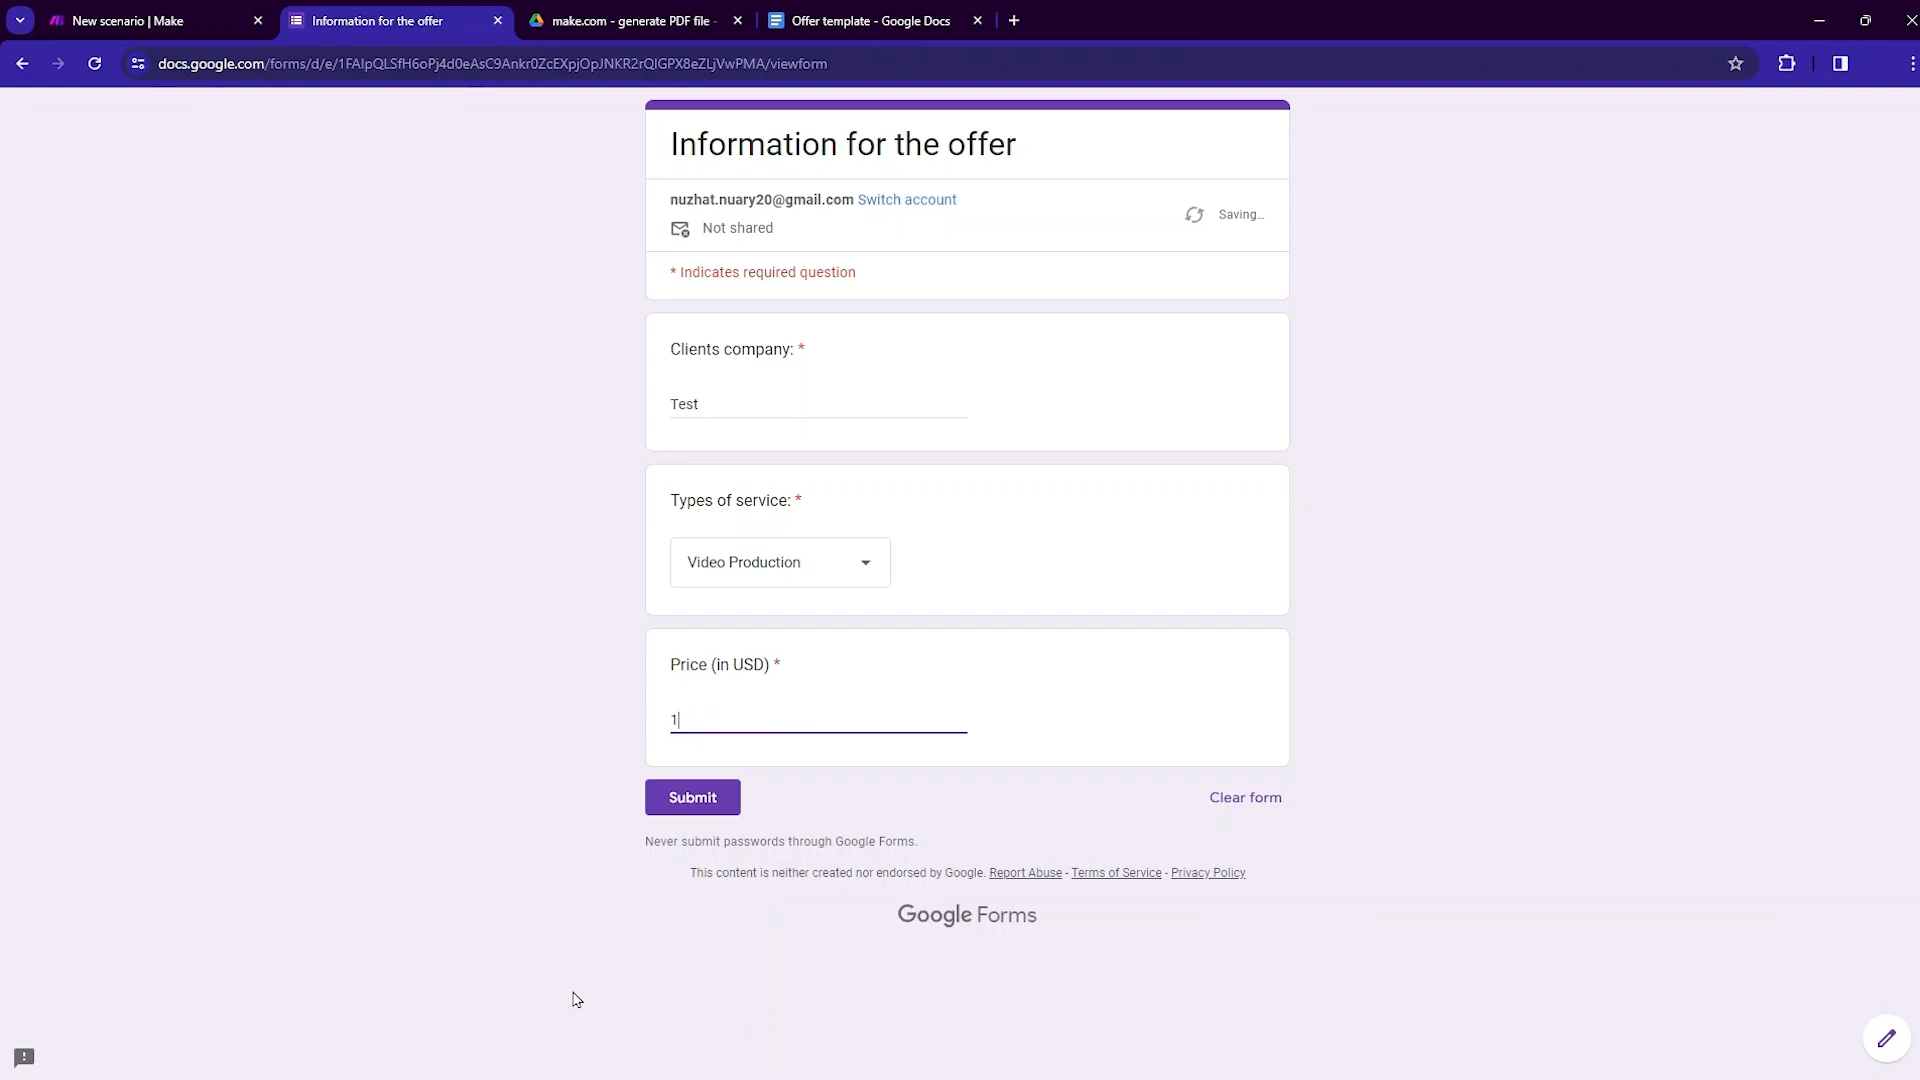 New scenario | Make
Information for the offer
make.com - generate PDF file -
Offer template - Google Docs
docs.google.com/forms/d/e/1FAIpQLSfH6oPj4d0eAsC9Ankr0ZcEXpjOpJNKR2rQIGPX8eZLjVwPMA/viewform
Information for the offer
nuzhat.nuary20@gmail.com Switch account
Saving...
Not shared
* Indicates required question
Clients company: *
Test
Types of service: *
Video Production
Price (in USD) *
1
Submit
Clear form
Never submit passwords through Google Forms.
This content is neither created nor endorsed by Google. Report Abuse - Terms of Service - Privacy Policy
Google Forms